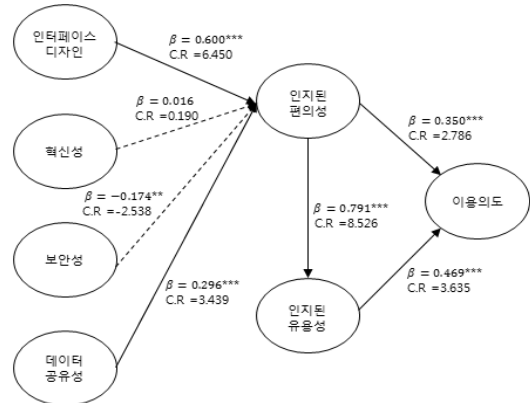 인터페이스
디자인
β = 0.600***
C.R =6.450
혁신성
β = 0.016
C.R =0.190
보안성
β = −0.174**
C.R =-2.538
데이터
공유성
β = 0.296***
C.R =3.439
인지된
편의성
β = 0.791***
C.R =8.526
인지된
유용성
β = 0.350***
C.R =2.786
β = 0.469***
C.R =3.635
이용의도